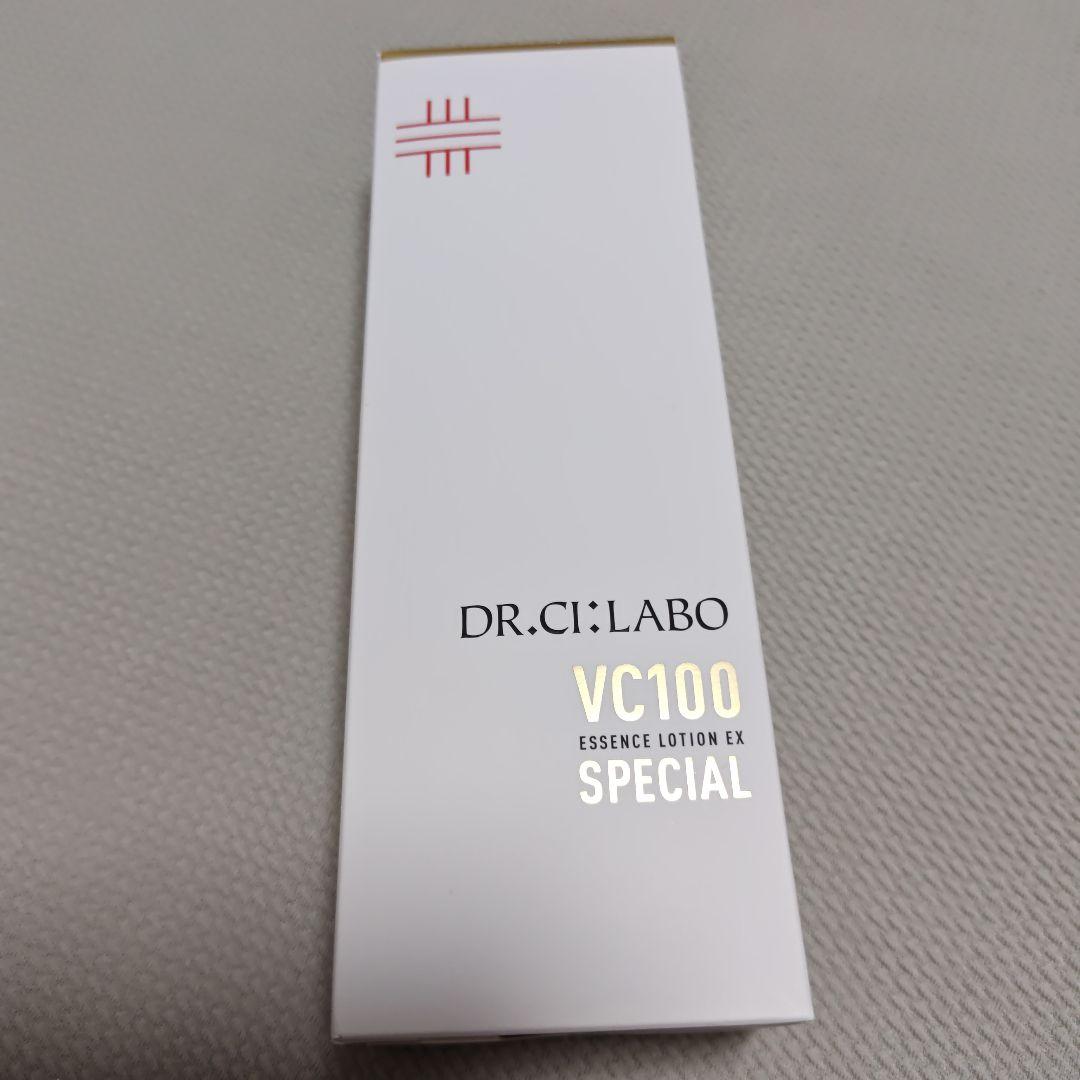 DR.CI:LABO
VC100
ESSENCE LOTION EX
SPECIAL